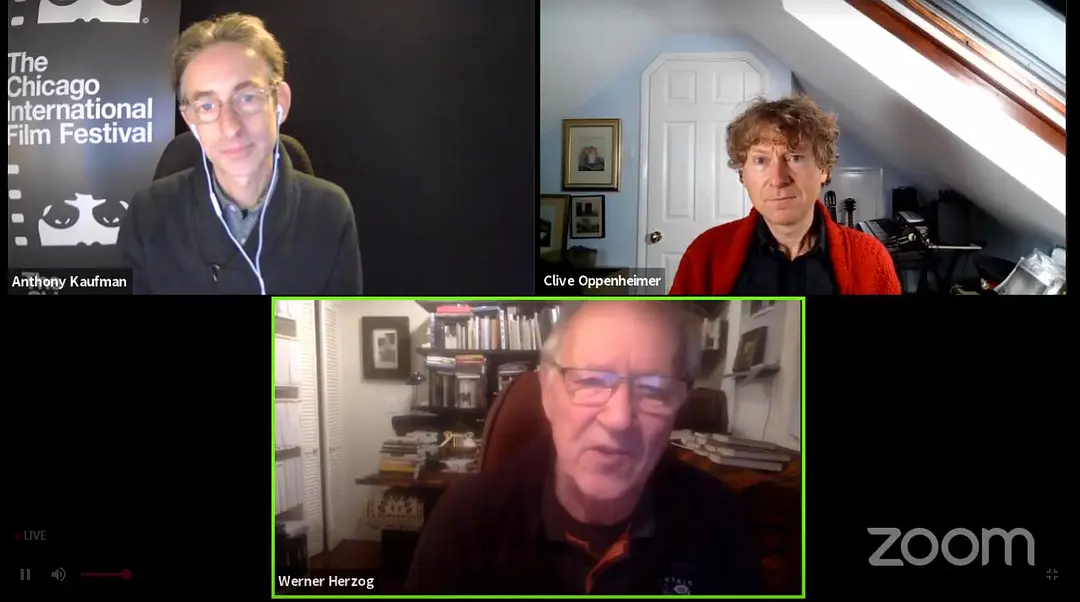 The
Chicago
International
Film Festival
Anthony Kaufman
Clive Oppenheimer
Werner Herzog
LIVE
zoom